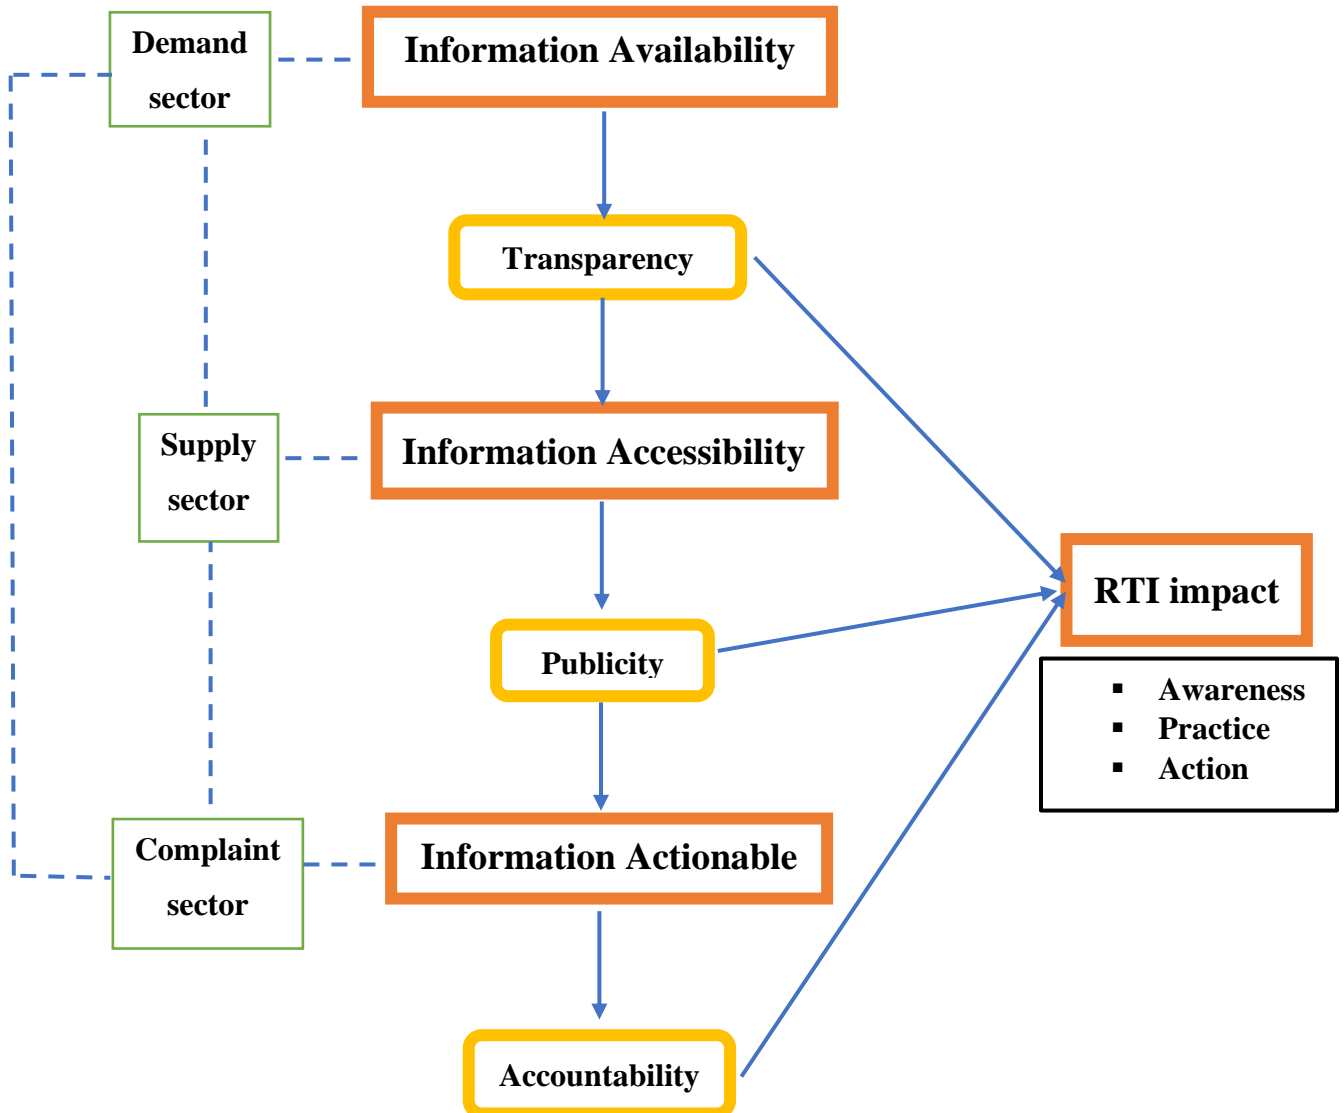 Demand
sector
Information Availability
Transparency
Supply
sector
Information Accessibility
Publicity
RTI impact
▪ Awareness
▪ Practice
▪ Action
Complaint
sector
Information Actionable
Accountability